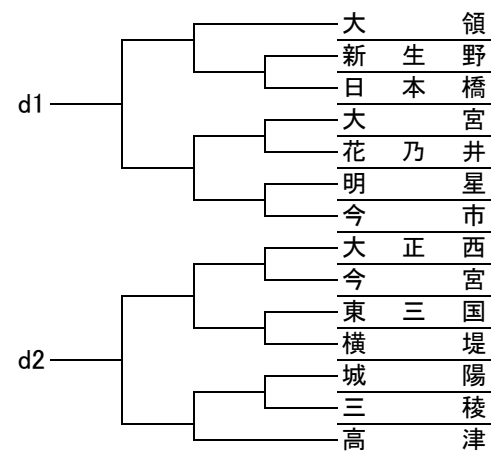 大領
新生野
日本橋
d1
大宮
花乃井
明星
今市
大正西
今宮
東三国
横堤
d2
城陽
三稜
高津